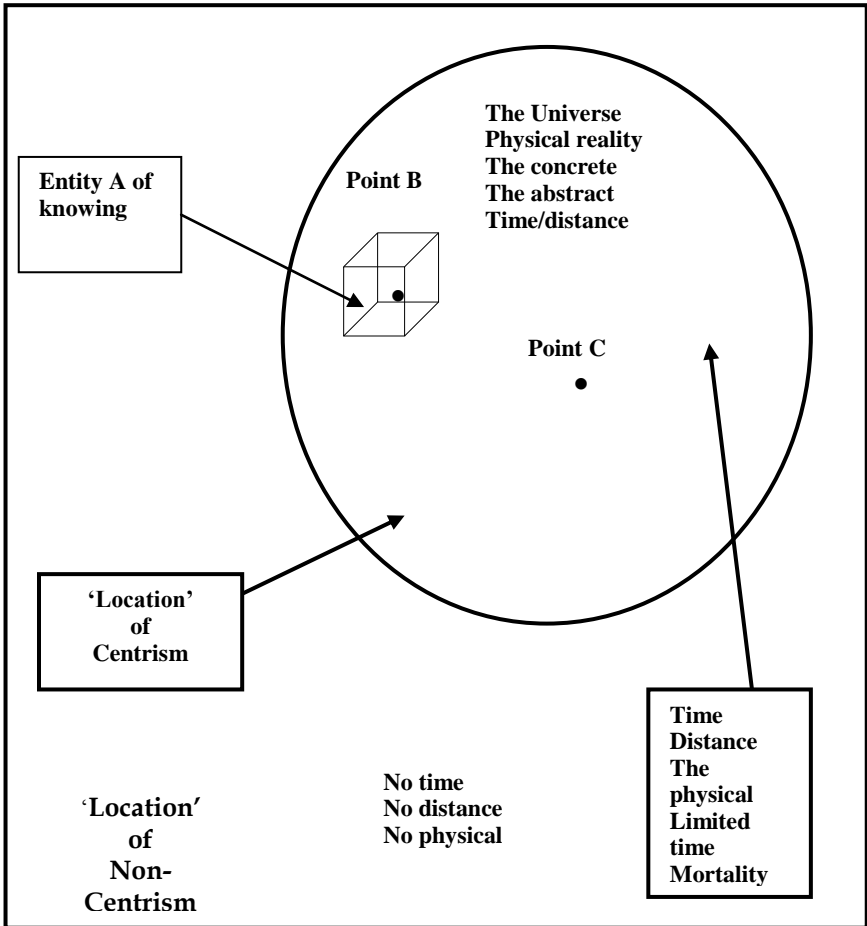 The Universe
Physical reality
The concrete
The abstract
Time/distance
Entity A of
knowing
Point B
Point C
‘Location’
of
Centrism
Time
Distance
The
physical
Limited
time
Mortality
No time
No distance
No physical
‘Location’
of
Non-
Centrism